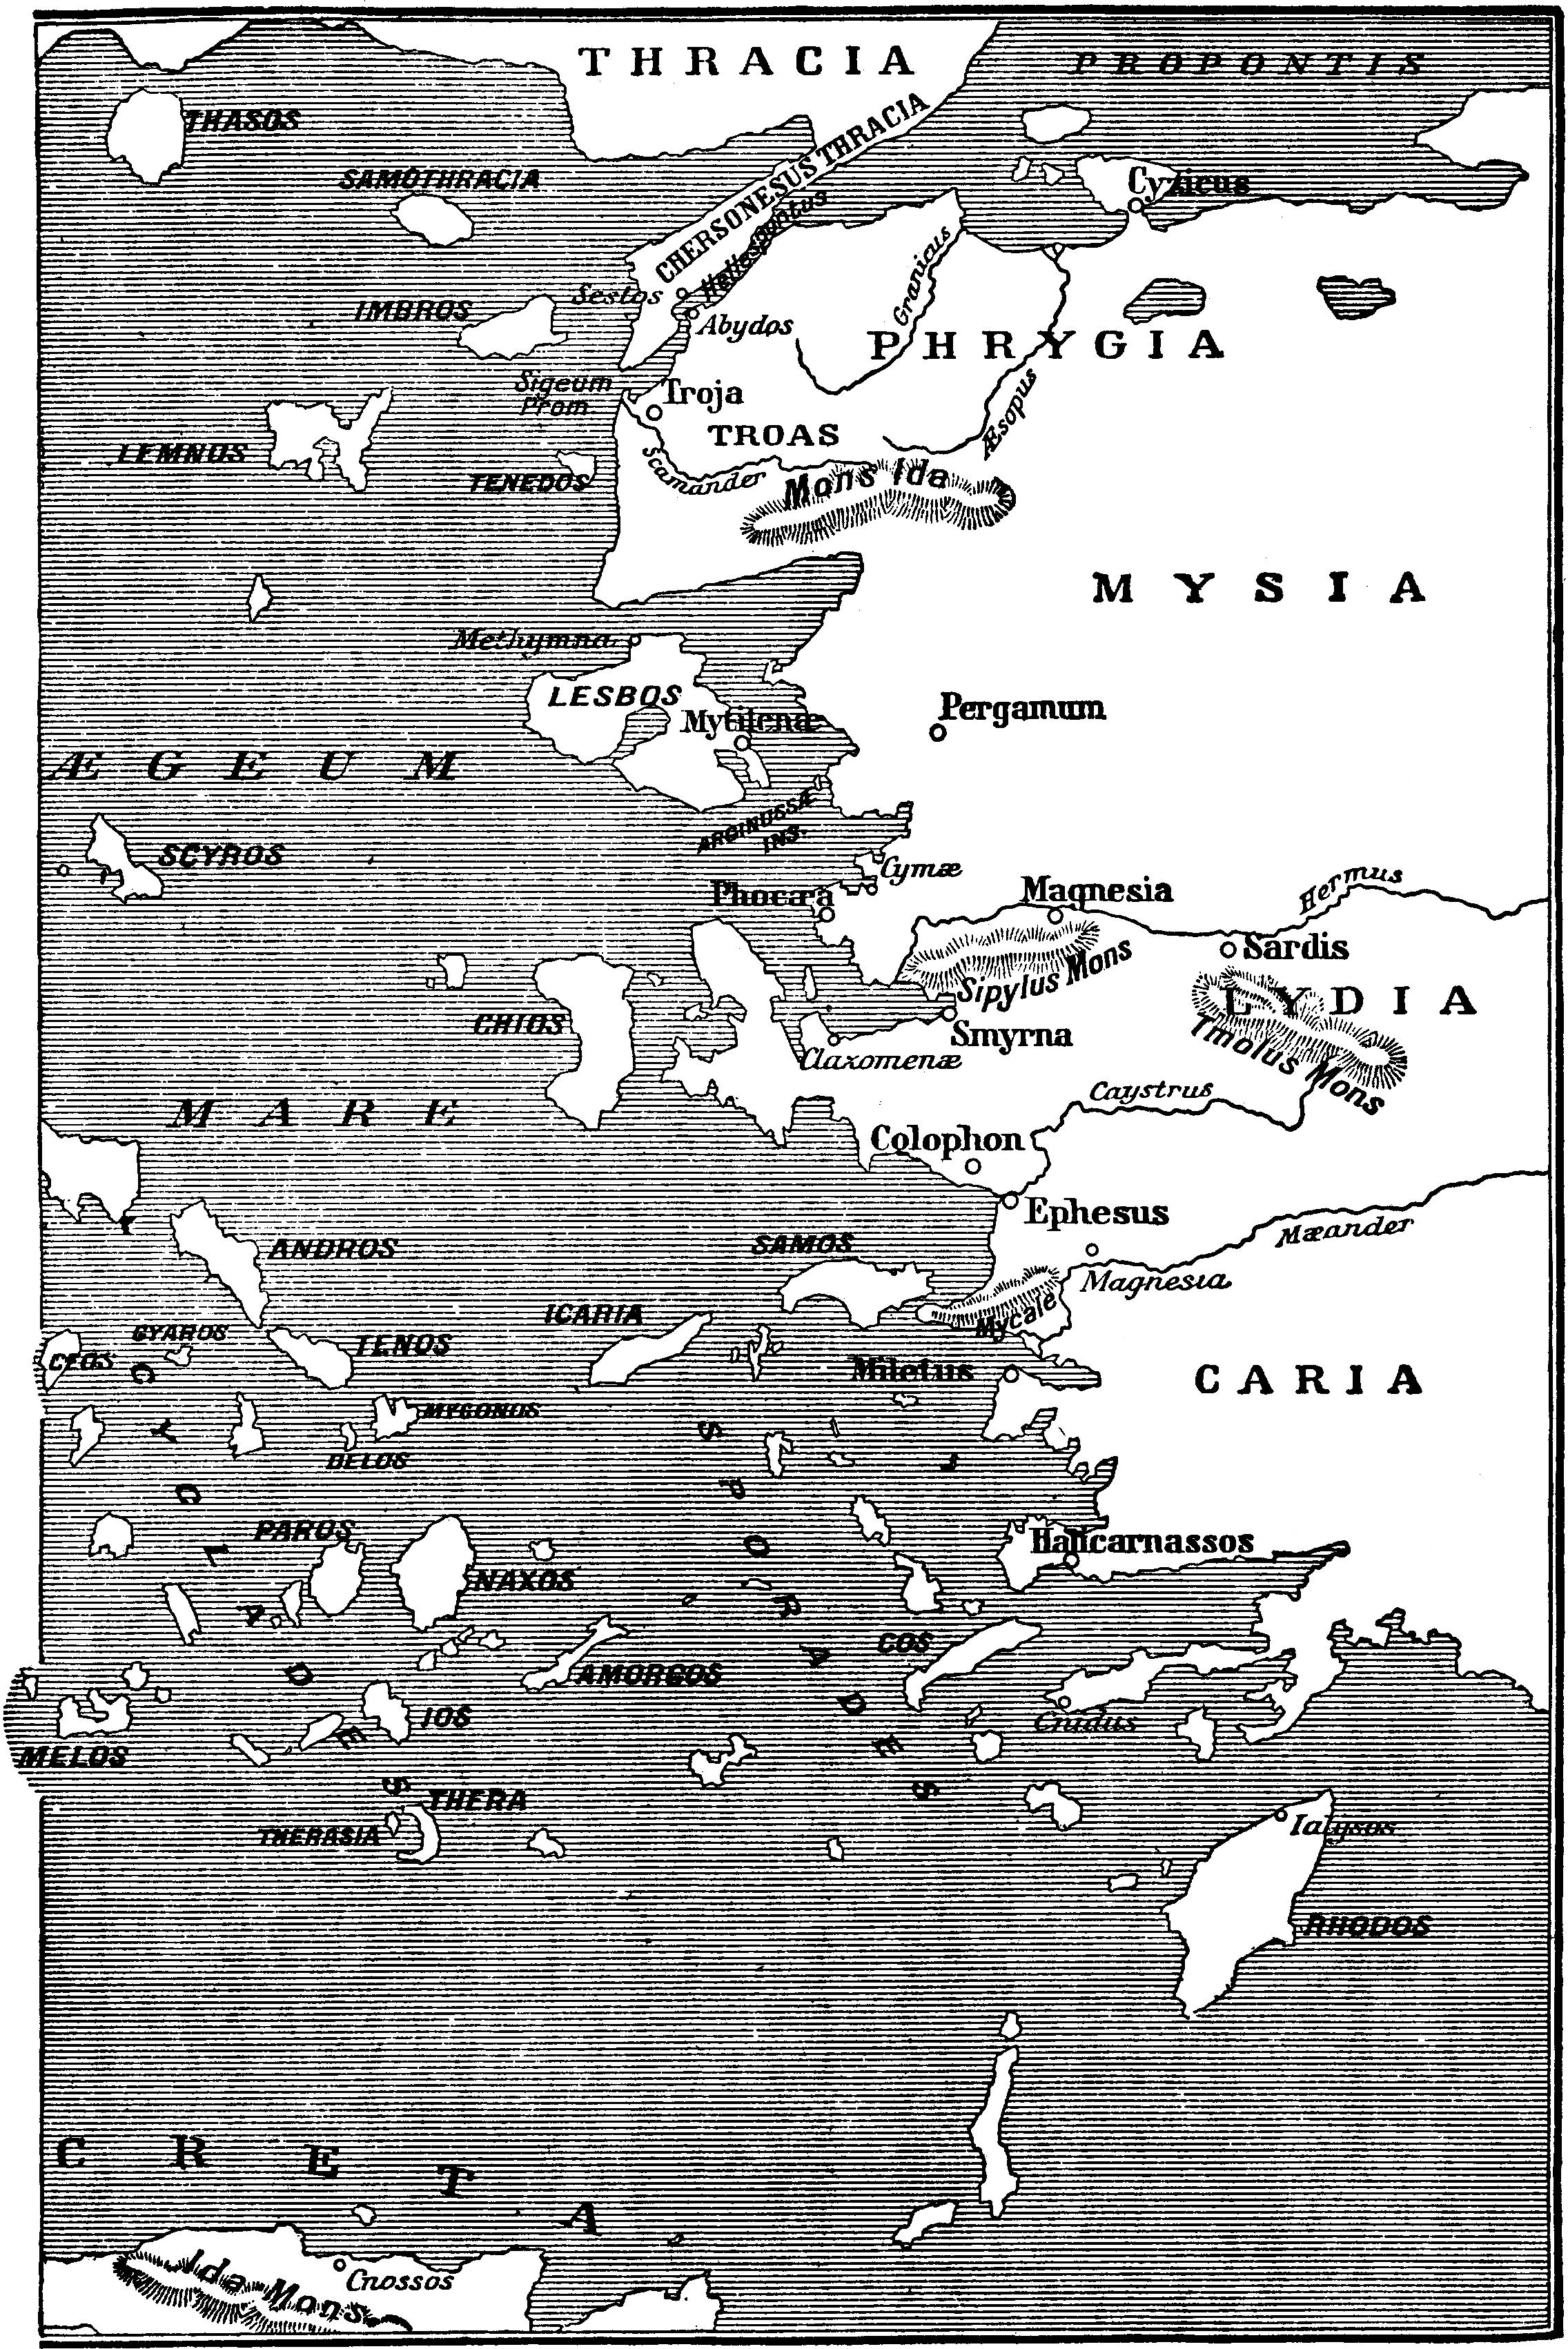 THRACIA
PROPONTIS
THASOS
CHERSONESUS THRACIA
SAMOTHRACIA
Cyzicus
Hellespontus
Granicus
Sestos
IMBROS
Abydos
PHRYGIA
Sigeum
Prom.
Troja
Æsopus
TROAS
LEMNOS
TENEDOS
Scamander
Mons Ida
MYSIA
Methymna
LESBOS
Mytilenæ
Pergamum
ÆGEUM
ARGINUSSÆ
INS.
SCYROS
Cymæ
Phocæa
Magnesia
Hermus
Sardis
Sipylus Mons
LYDIA
CHIOS
Smyrna
Tmolus Mons
Claxomenæ
MARE
Caystrus
Colophon
Ephesus
Mæander
ANDROS
SAMOS
Magnesia
ICARIA
Mycale
GYAROS
TENOS
CEOS
Miletus
CARIA
CYCLADES
MYCONOS
SPORADES
DELOS
PAROS
Halicarnassos
NAXOS
COS
AMORGOS
IOS
Cnidus
MELOS
THERA
THERASIA
Ialysos
RHODOS
CRETA
Ida Mons
Cnossos